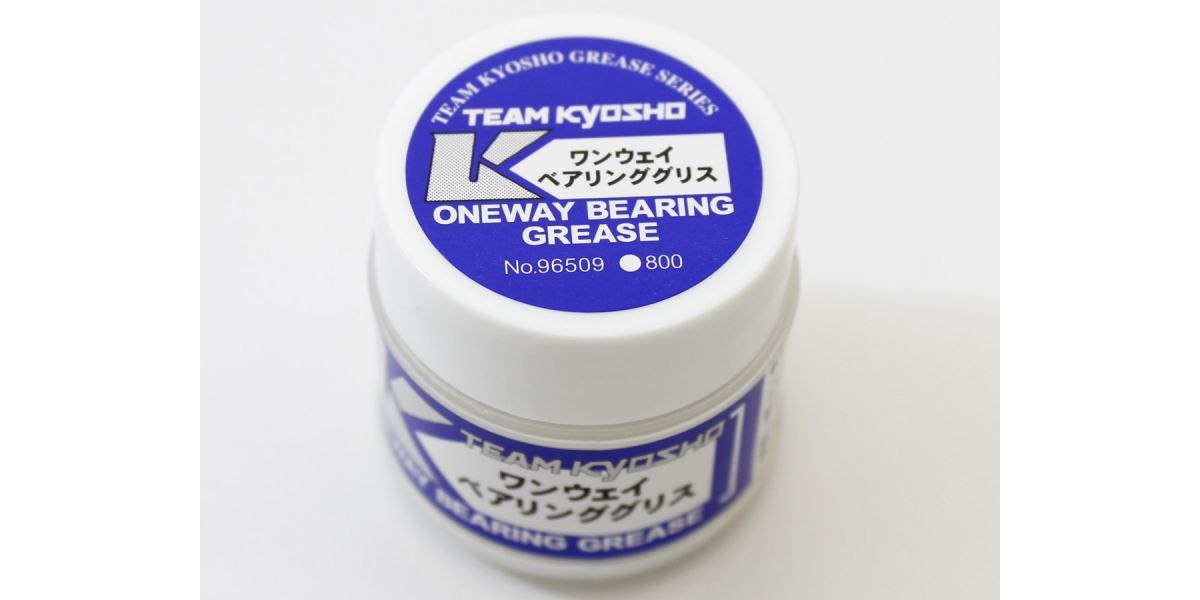 TEAM KYOSHO GREASE SERIES
TEAM KYOSHO
K
ワンウェイ
ベアリンググリス
ONEWAY BEARING
GREASE
No.96509 ●800
TEAM KYOSHO
ワンウェイ
ベアリンググリス
BEARING GREASE